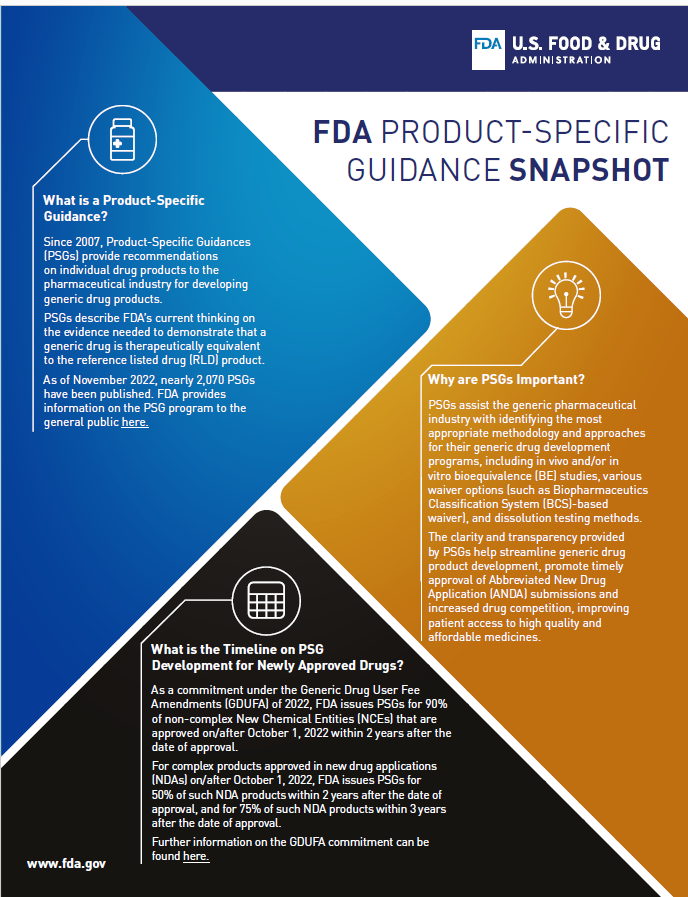 FDA U.S. FOOD & DRUG
ADMINISTRATION
FDA PRODUCT-SPECIFIC
GUIDANCE SNAPSHOT
What is a Product-Specific
Guidance?
Since 2007, Product-Specific Guidances
(PSGs) provide recommendations
on individual drug products to the
pharmaceutical industry for developing
generic drug products.
PSGs describe FDA's current thinking on
the evidence needed to demonstrate that a
generic drug is therapeutically equivalent
to the reference listed drug (RLD) product.
As of November 2022, nearly 2,070 PSGs
have been published. FDA provides
information on the PSG program to the
general public here.
Why are PSGs Important?
PSGs assist the generic pharmaceutical
industry with identifying the most
appropriate methodology and approaches
for their generic drug development
programs, including in vivo and/or in
vitro bioequivalence (BE) studies, various
waiver options (such as Biopharmaceutics
Classification System (BCS)-based
waiver), and dissolution testing methods.
The clarity and transparency provided
by PSGs help streamline generic drug
product development, promote timely
approval of Abbreviated New Drug
Application (ANDA) submissions and
increased drug competition, improving
patient access to high quality and
affordable medicines.
What is the Timeline on PSG
Development for Newly Approved Drugs?
As a commitment under the Generic Drug User Fee
Amendments (GDUFA) of 2022, FDA issues PSGs for 90%
of non-complex New Chemical Entities (NCEs) that are
approved on/after October 1, 2022 within 2 years after the
date of approval.
For complex products approved in new drug applications
(NDAs) on/after October 1, 2022, FDA issues PSGs for
50% of such NDA products within 2 years after the date of
approval, and for 75% of such NDA products within 3 years
after the date of approval.
Further information on the GDUFA commitment can be
found here.
www.fda.gov